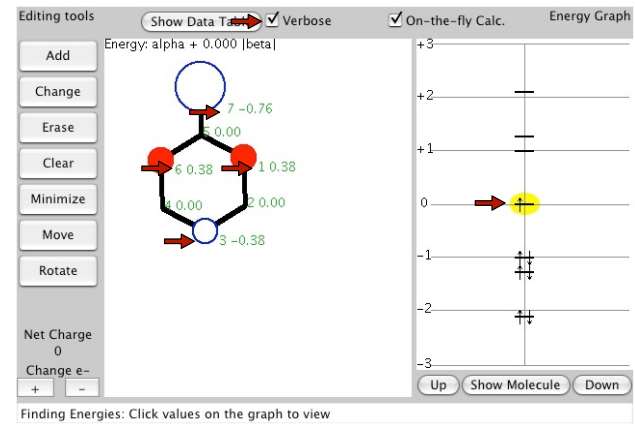 Editing tools
Show Data Verbose On-the-fly Calc. Energy Graph
Add
Change
Erase
Clear
Minimize
Move
Rotate
Net Charge
0
Change e-
+ -
Energy: alpha + 0.000 |beta|
7 -0.76
5 0.00
6 0.38 1 0.38
4 0.00 2 0.00
3 -0.38
+3
+2
+1
0
-1
-2
-3
Up Show Molecule Down
Finding Energies: Click values on the graph to view